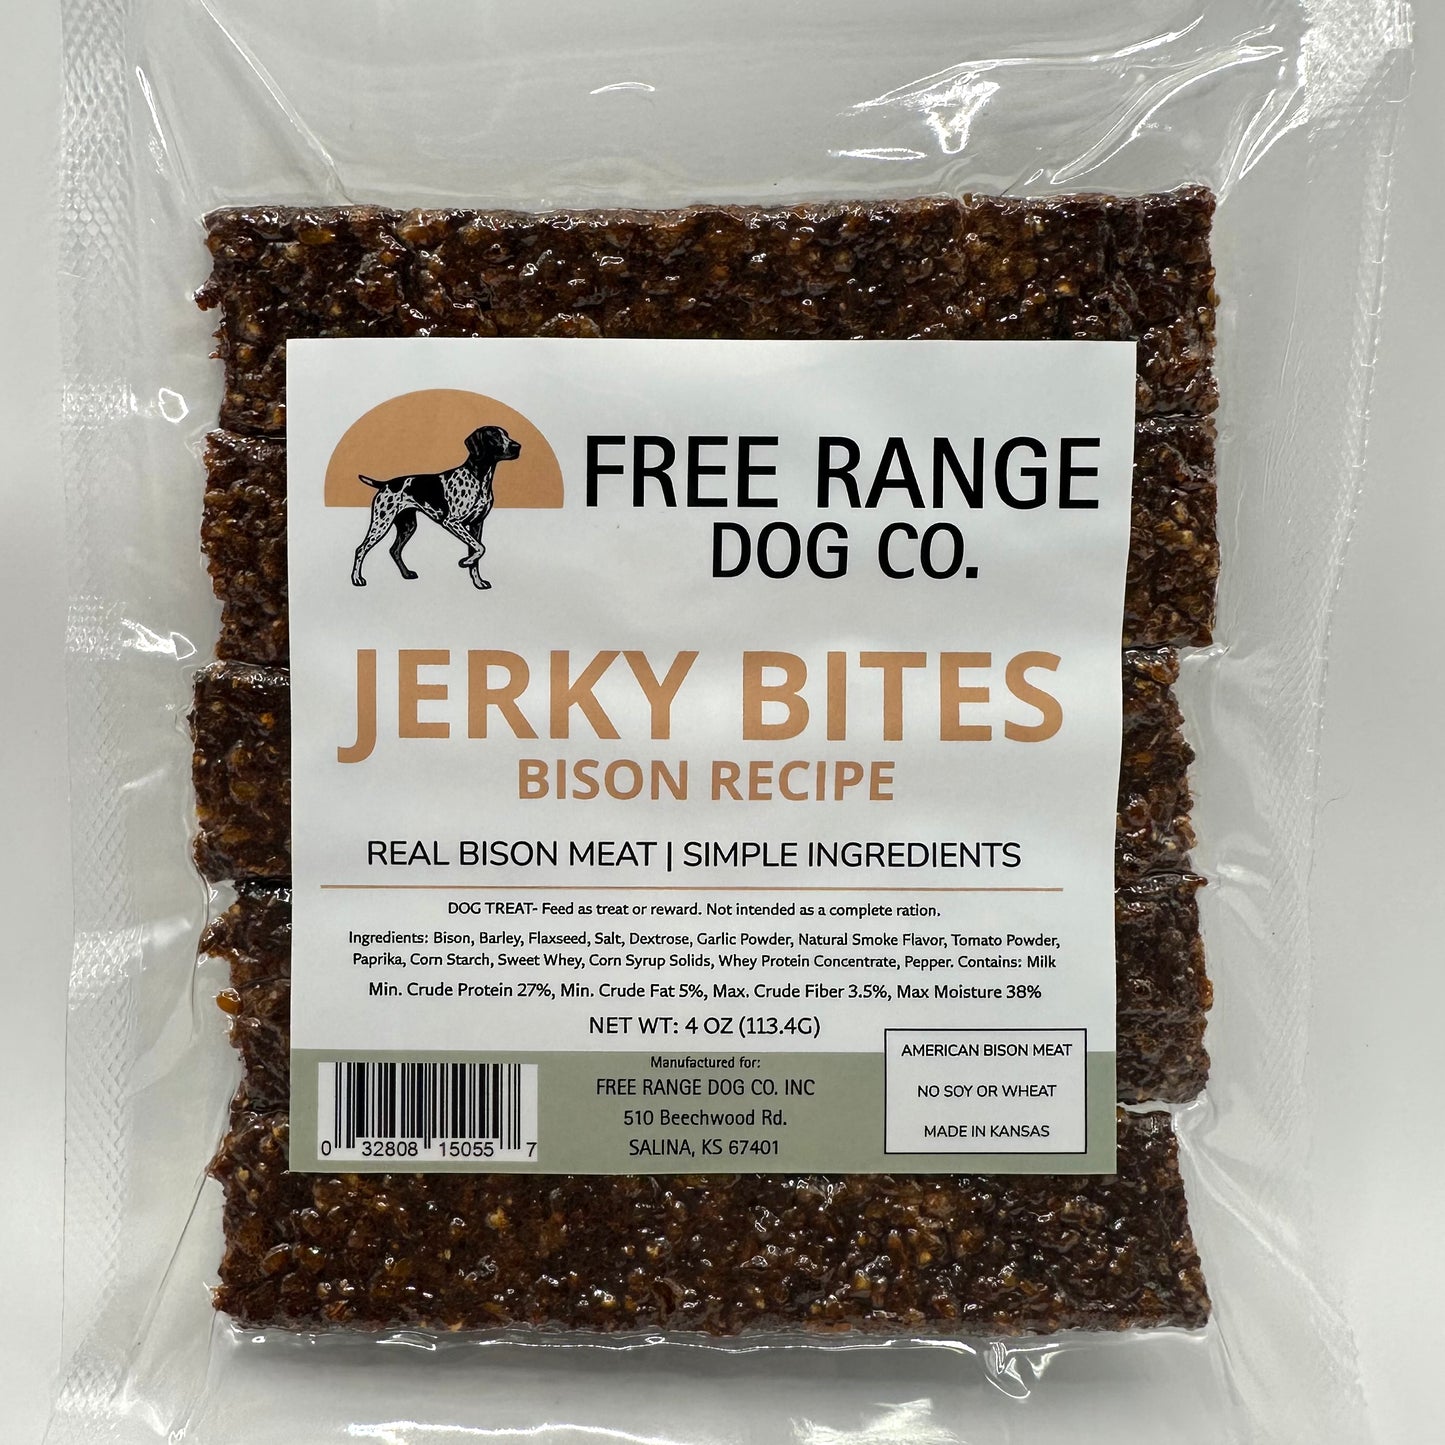 FREE RANGE
DOG CO.
JERKY BITES
BISON RECIPE
REAL BISON MEAT | SIMPLE INGREDIENTS
DOG TREAT- Feed as treat or reward. Not intended as a complete ration.
Ingredients: Bison, Barley, Flaxseed, Salt, Dextrose, Garlic Powder, Natural Smoke Flavor, Tomato Powder,
Paprika, Corn Starch, Sweet Whey, Corn Syrup Solids, Whey Protein Concentrate, Pepper. Contains: Milk
Min. Crude Protein 27%, Min. Crude Fat 5%, Max. Crude Fiber 3.5%, Max Moisture 38%
NET WT: 4 OZ (113.4G)
Manufactured for:
FREE RANGE DOG CO. INC
510 Beechwood Rd.
SALINA, KS 67401
0 32808 15055 7
AMERICAN BISON MEAT
NO SOY OR WHEAT
MADE IN KANSAS